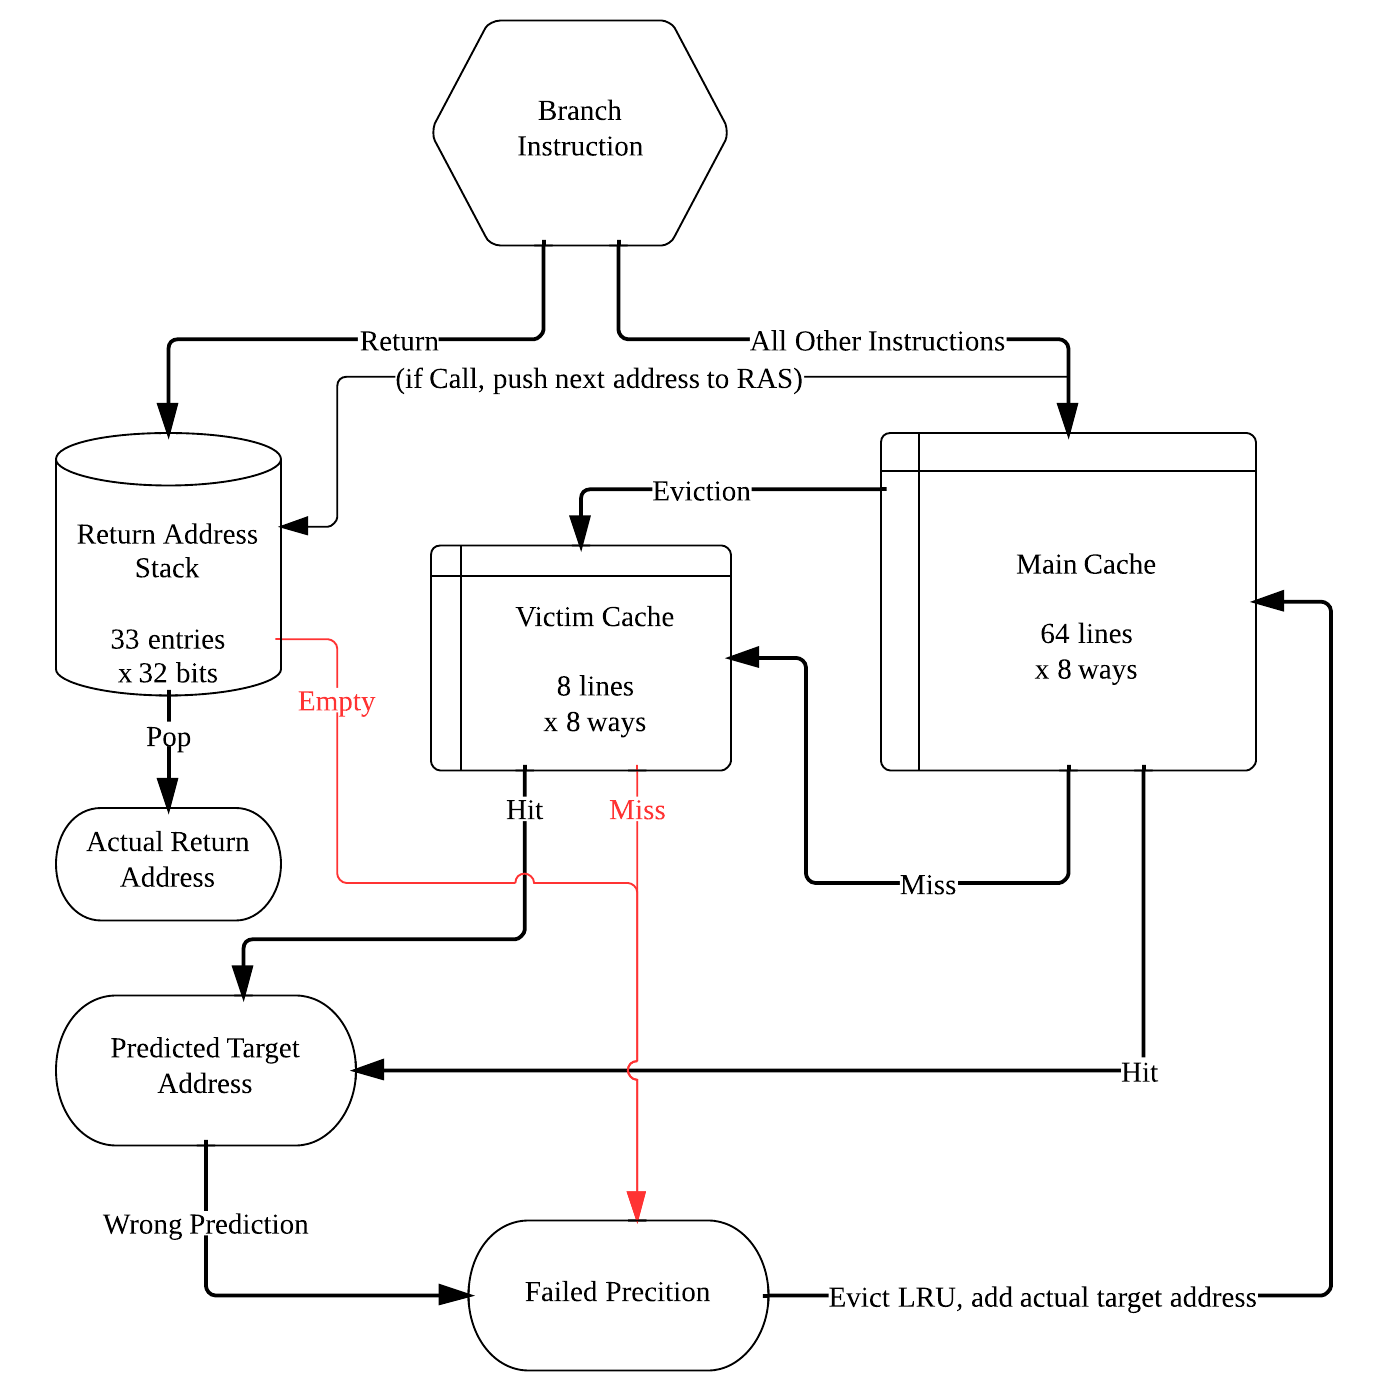 Branch
Instruction
Return
All Other Instructions
(if Call, push next address to RAS)
Eviction
Return Address
Stack
33 entries
x 32 bits
Main Cache
64 lines
x 8 ways
Victim Cache
8 lines
x 8 ways
Empty
Pop
Hit
Miss
Actual Return
Address
Miss
Predicted Target
Address
Hit
Wrong Prediction
Failed Precition
Evict LRU, add actual target address